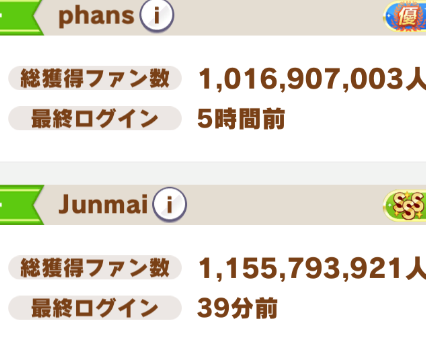 phans i 優
総獲得ファン数 1,016,907,003人
最終ログイン 5時間前
Junmai i SSS
総獲得ファン数 1,155,793,921人
最終ログイン 39分前